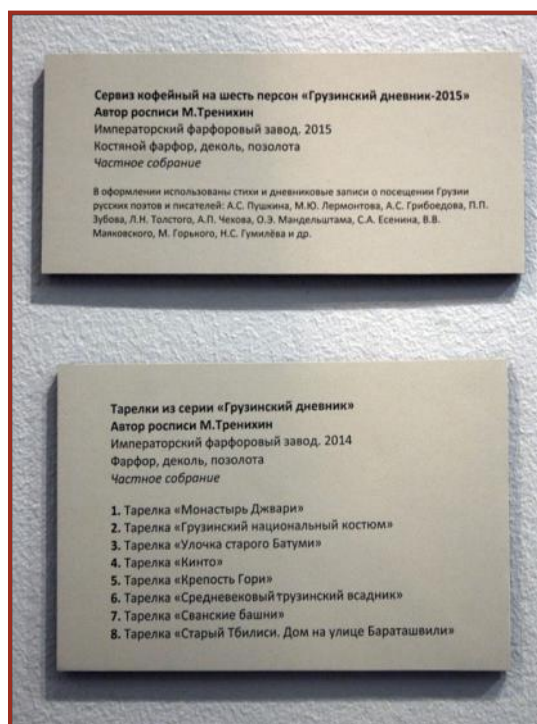 Сервиз кофейный на шесть персон «Грузинский дневник-2015»
Автор росписи М.Тренихин
Императорский фарфоровый завод. 2015
Костяной фарфор, деколь, позолота
Частное собрание
В оформлении использованы стихи и дневниковые записи о посещении Грузии
русских поэтов и писателей: А.С. Пушкина, М.Ю. Лермонтова, А.С. Грибоедова, П.П.
Зубова, Л.Н. Толстого, А.П. Чехова, О.Э. Мандельштама, С.А. Есенина, В.В.
Маяковского, М. Горького, Н.С. Гумилёва и др.
Тарелки из серии «Грузинский дневник»
Автор росписи М.Тренихин
Императорский фарфоровый завод. 2014
Фарфор, деколь, позолота
Частное собрание
1. Тарелка «Монастырь Джвари»
2. Тарелка «Грузинский национальный костюм»
3. Тарелка «Улочка старого Батуми»
4. Тарелка «Кинто»
5. Тарелка «Крепость Гори»
6. Тарелка «Средневековый грузинский всадник»
7. Тарелка «Сванские башни»
8. Тарелка «Старый Тбилиси. Дом на улице Бараташвили»